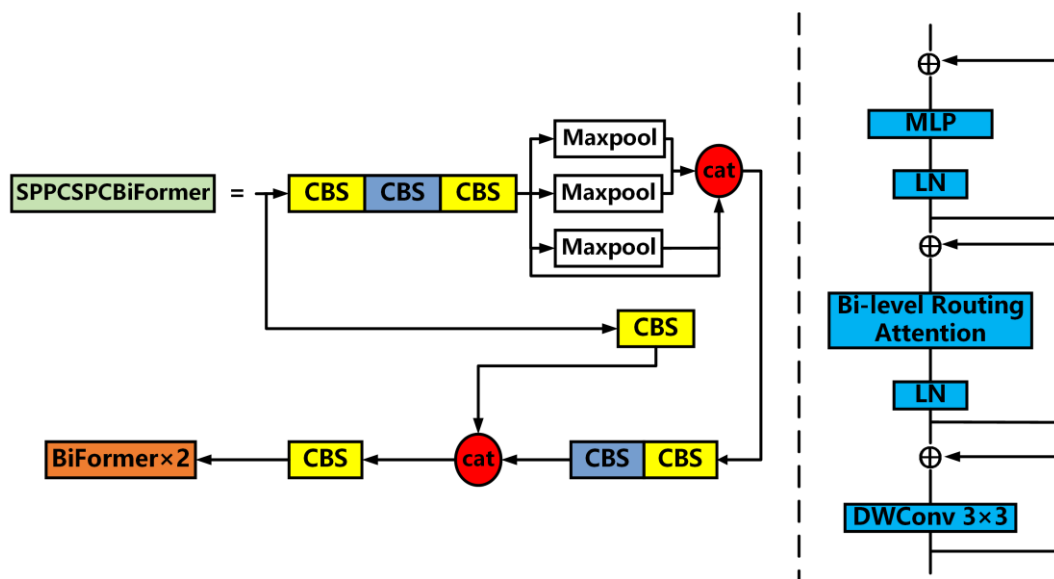 SPPCSPCBiFormer
=
CBS
CBS
CBS
Maxpool
Maxpool
Maxpool
cat
CBS
BiFormer×2
CBS
cat
CBS
CBS
MLP
LN
Bi-level Routing
Attention
LN
DWConv 3×3